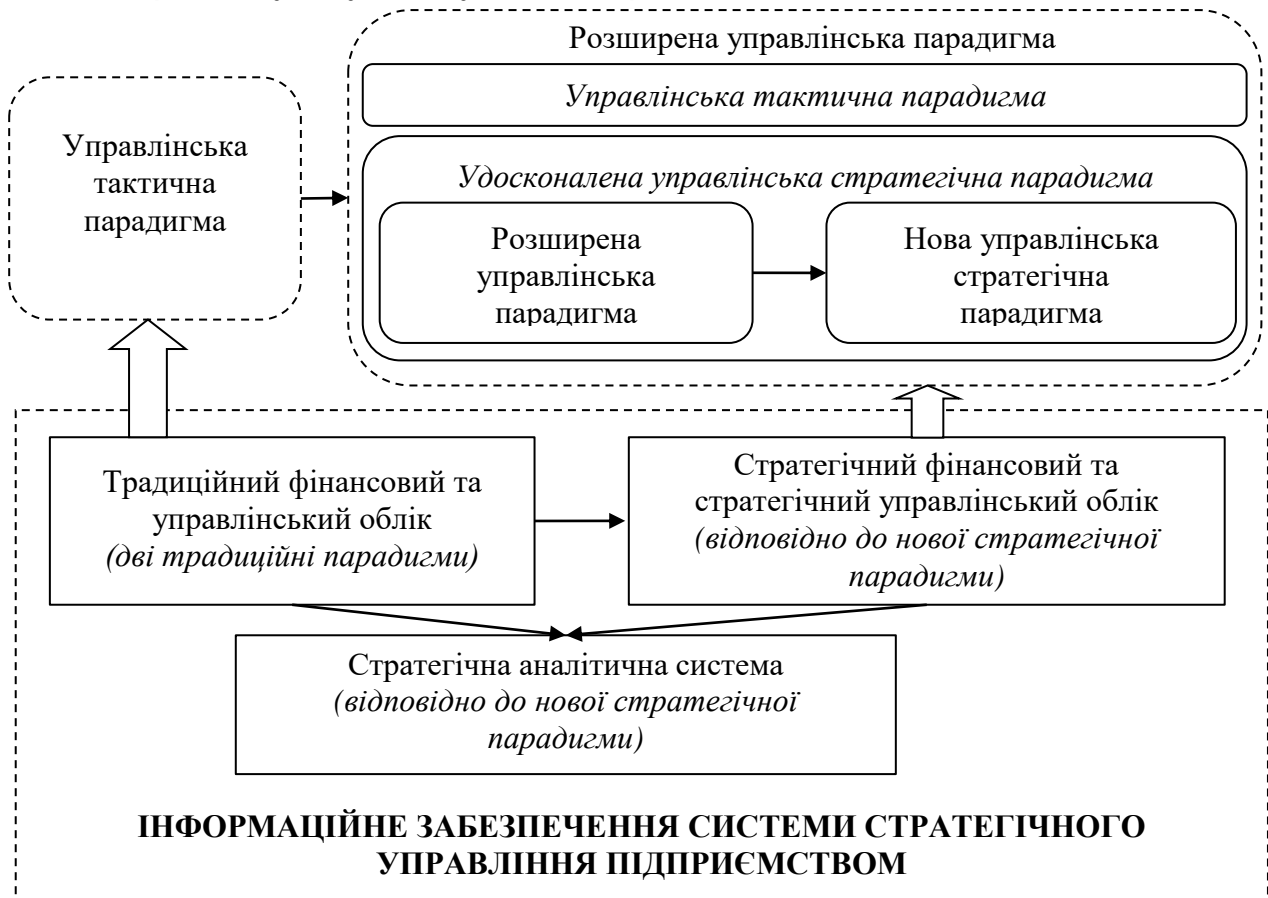 Розширена управлінська парадигма
Управлінська тактична парадигма
Управлінська
тактична
парадигма
Удосконалена управлінська стратегічна парадигма
Розширена
управлінська
парадигма
Нова управлінська
стратегічна
парадигма
Традиційний фінансовий та
управлінський облік
(дві традиційні парадигми)
Стратегічний фінансовий та
стратегічний управлінський облік
(відповідно до нової стратегічної
парадигми)
Стратегічна аналітична система
(відповідно до нової стратегічної
парадигми)
ІНФОРМАЦІЙНЕ ЗАБЕЗПЕЧЕННЯ СИСТЕМИ СТРАТЕГІЧНОГО
УПРАВЛІННЯ ПІДПРИЄМСТВОМ